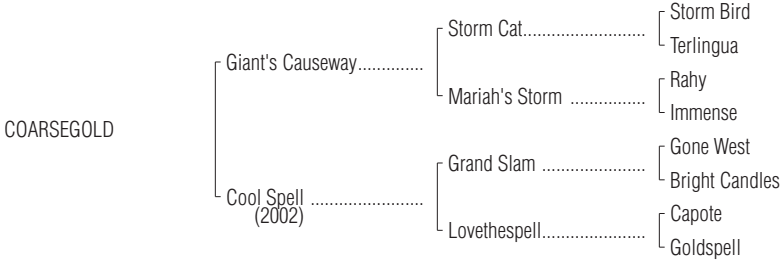 Storm Bird
Storm Cat..........................
Terlingua
Giant's Causeway..............
Rahy
Mariah's Storm ................
Immense
COARSEGOLD
Gone West
Grand Slam ......................
Bright Candles
Cool Spell ........................
(2002)
Capote
Lovethespell......................
Goldspell